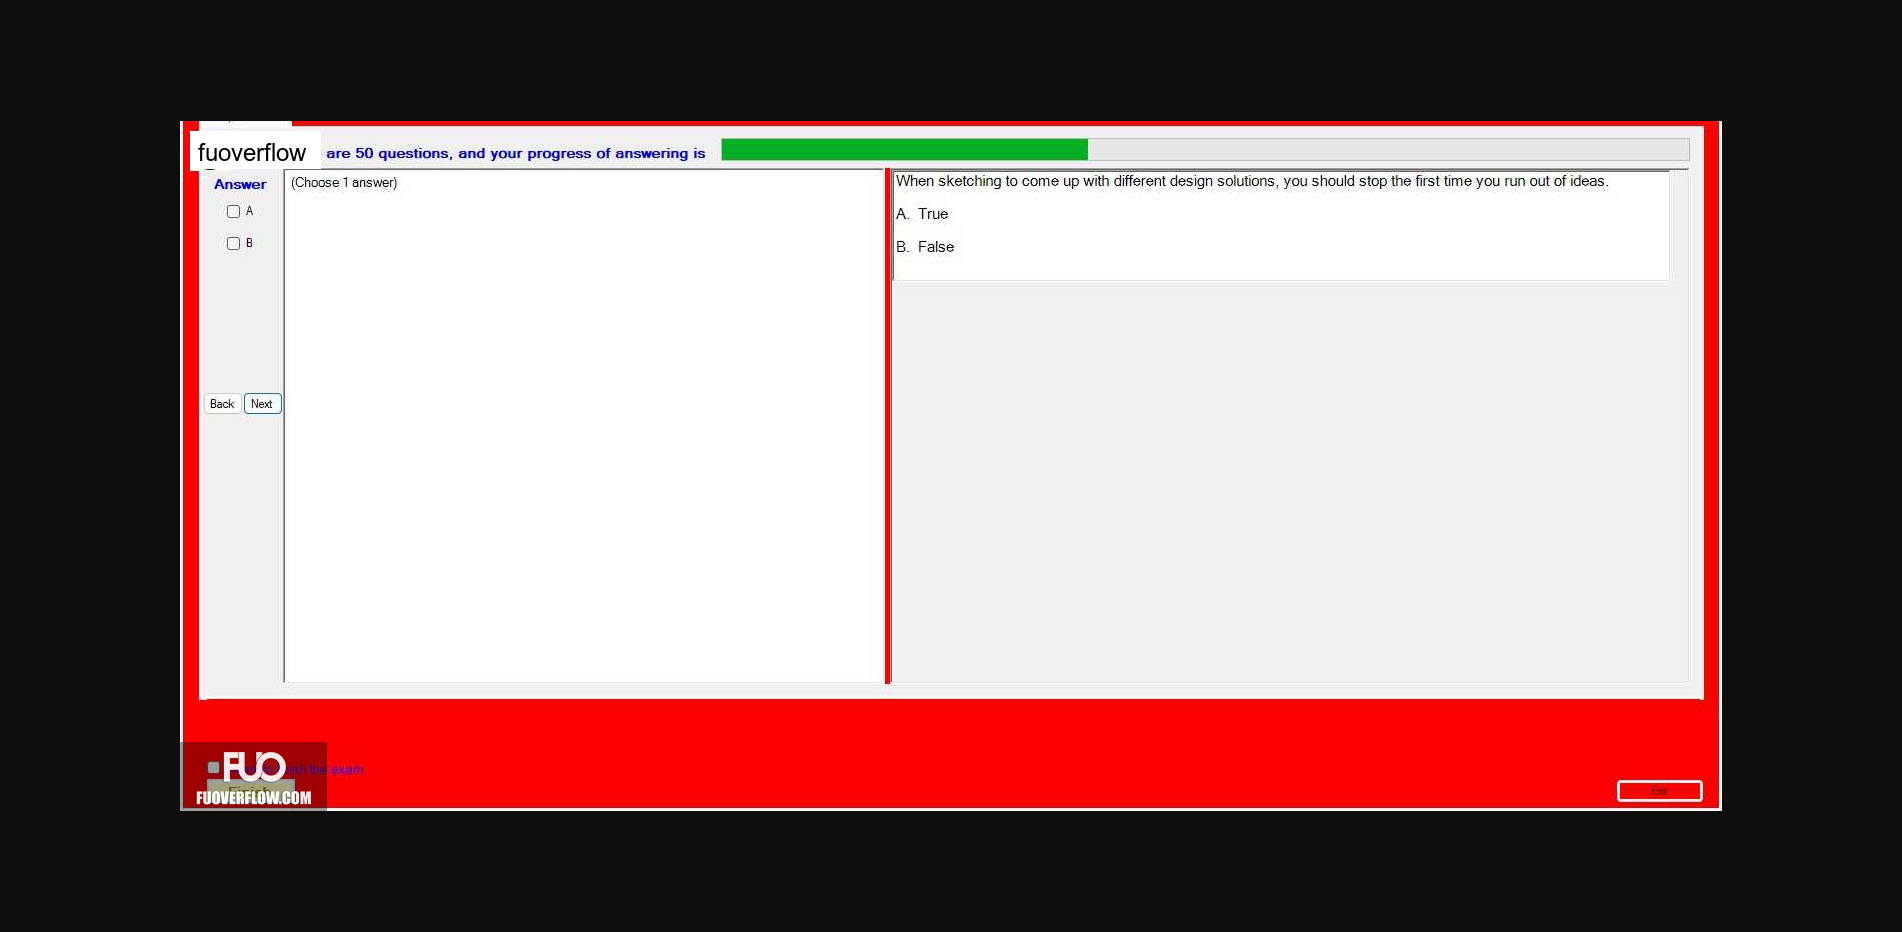 fuoverflow are 50 questions, and your progress of answering is
Answer
(Choose 1 answer)
A
B
Back Next
When sketching to come up with different design solutions, you should stop the first time you run out of ideas.
A. True
B. False
FUO
the exam
FUOVERFLOW.COM
Exit